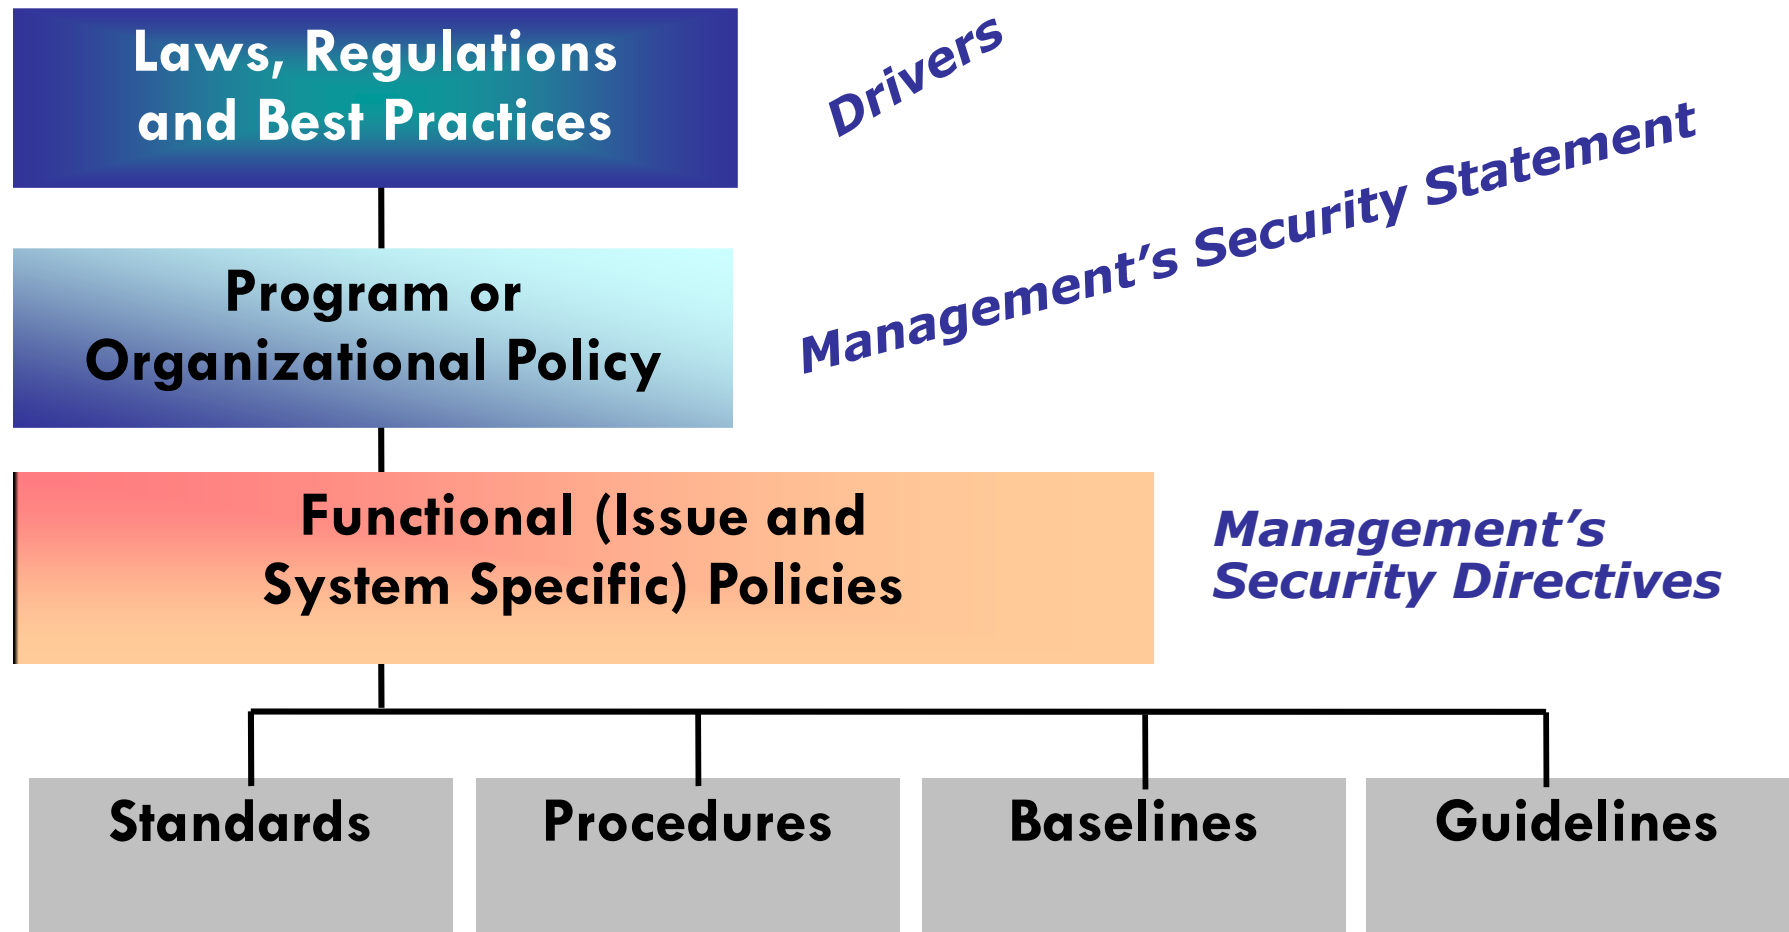 Laws, Regulations
and Best Practices
Drivers
Program or
Organizational Policy
Management’s Security Statement
Functional (Issue and
System Specific) Policies
Management’s
Security Directives
Standards
Procedures
Baselines
Guidelines